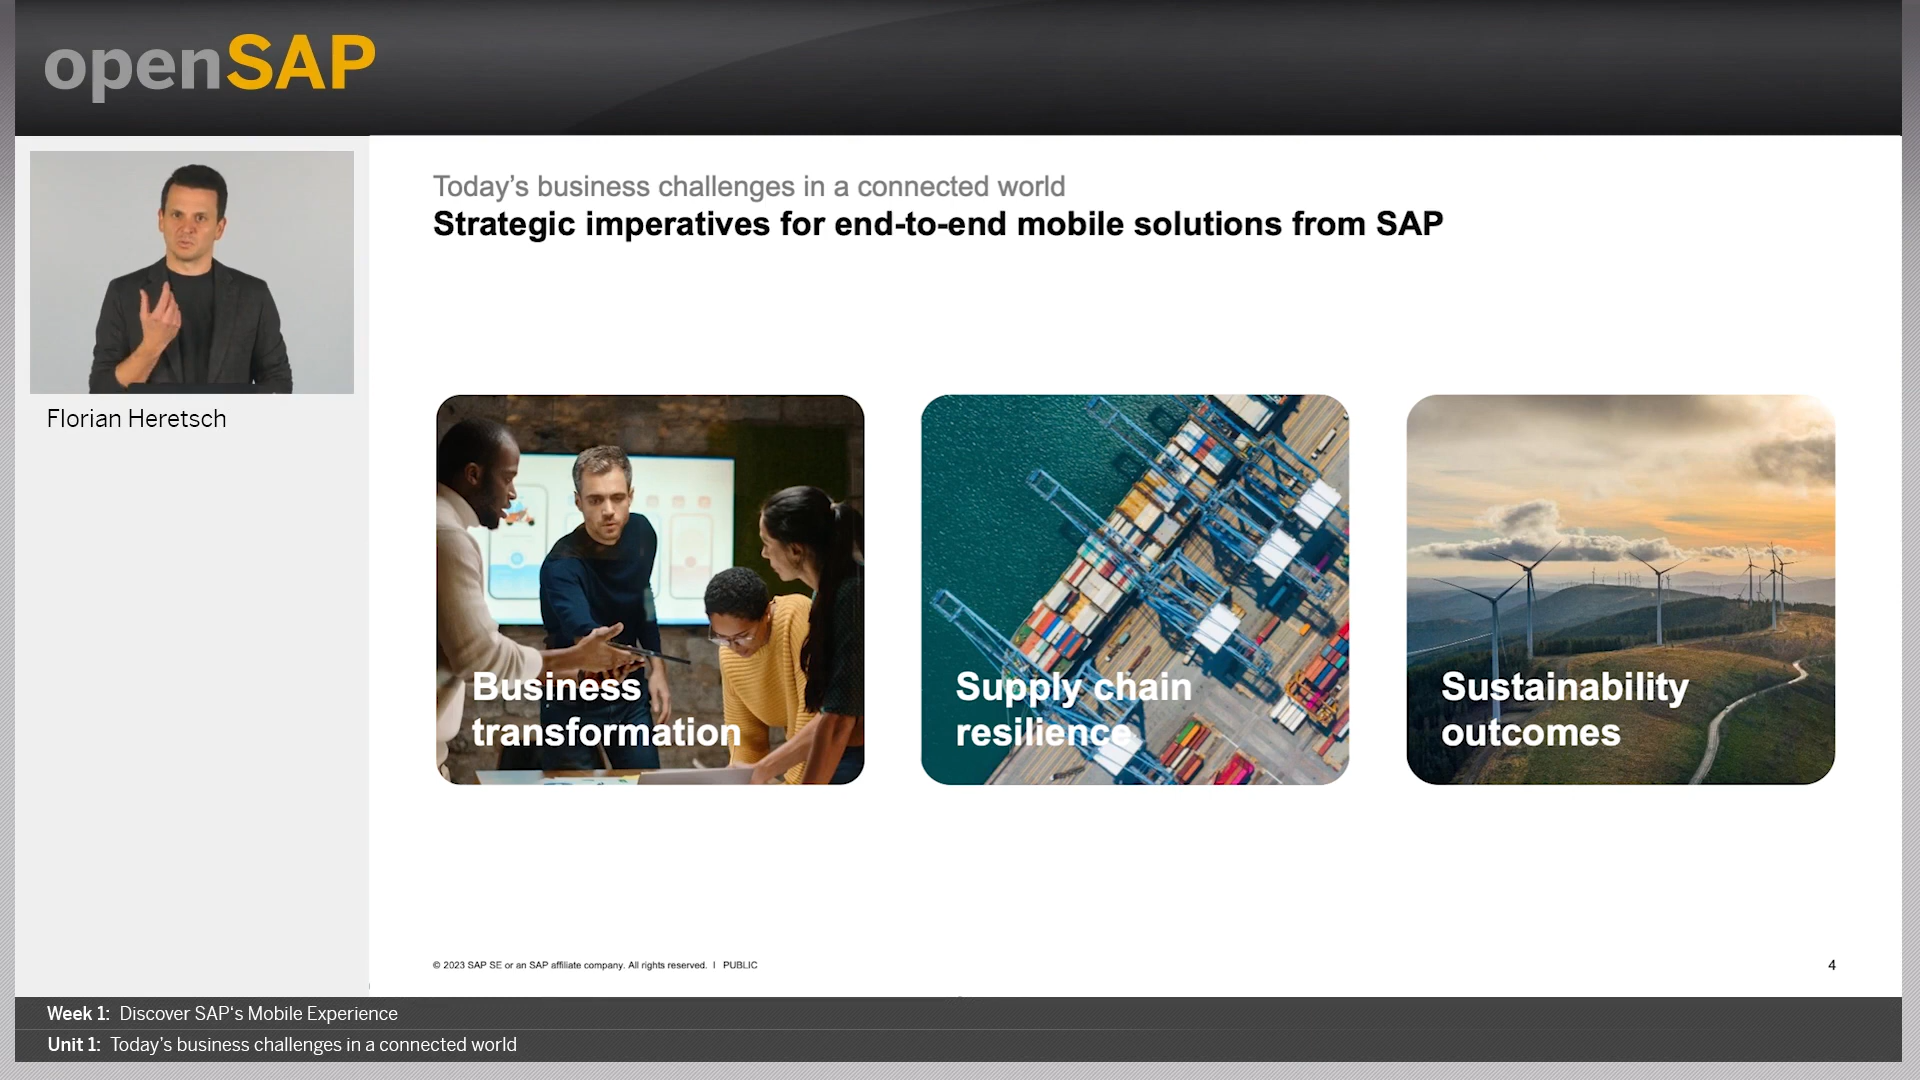 openSAP
Florian Heretsch
Today’s business challenges in a connected world
Strategic imperatives for end-to-end mobile solutions from SAP
Business
transformation
Supply chain
resilience
Sustainability
outcomes
© 2023 SAP SE or an SAP affiliate company. All rights reserved. I PUBLIC
4
Week 1: Discover SAP‘s Mobile Experience
Unit 1: Today’s business challenges in a connected world